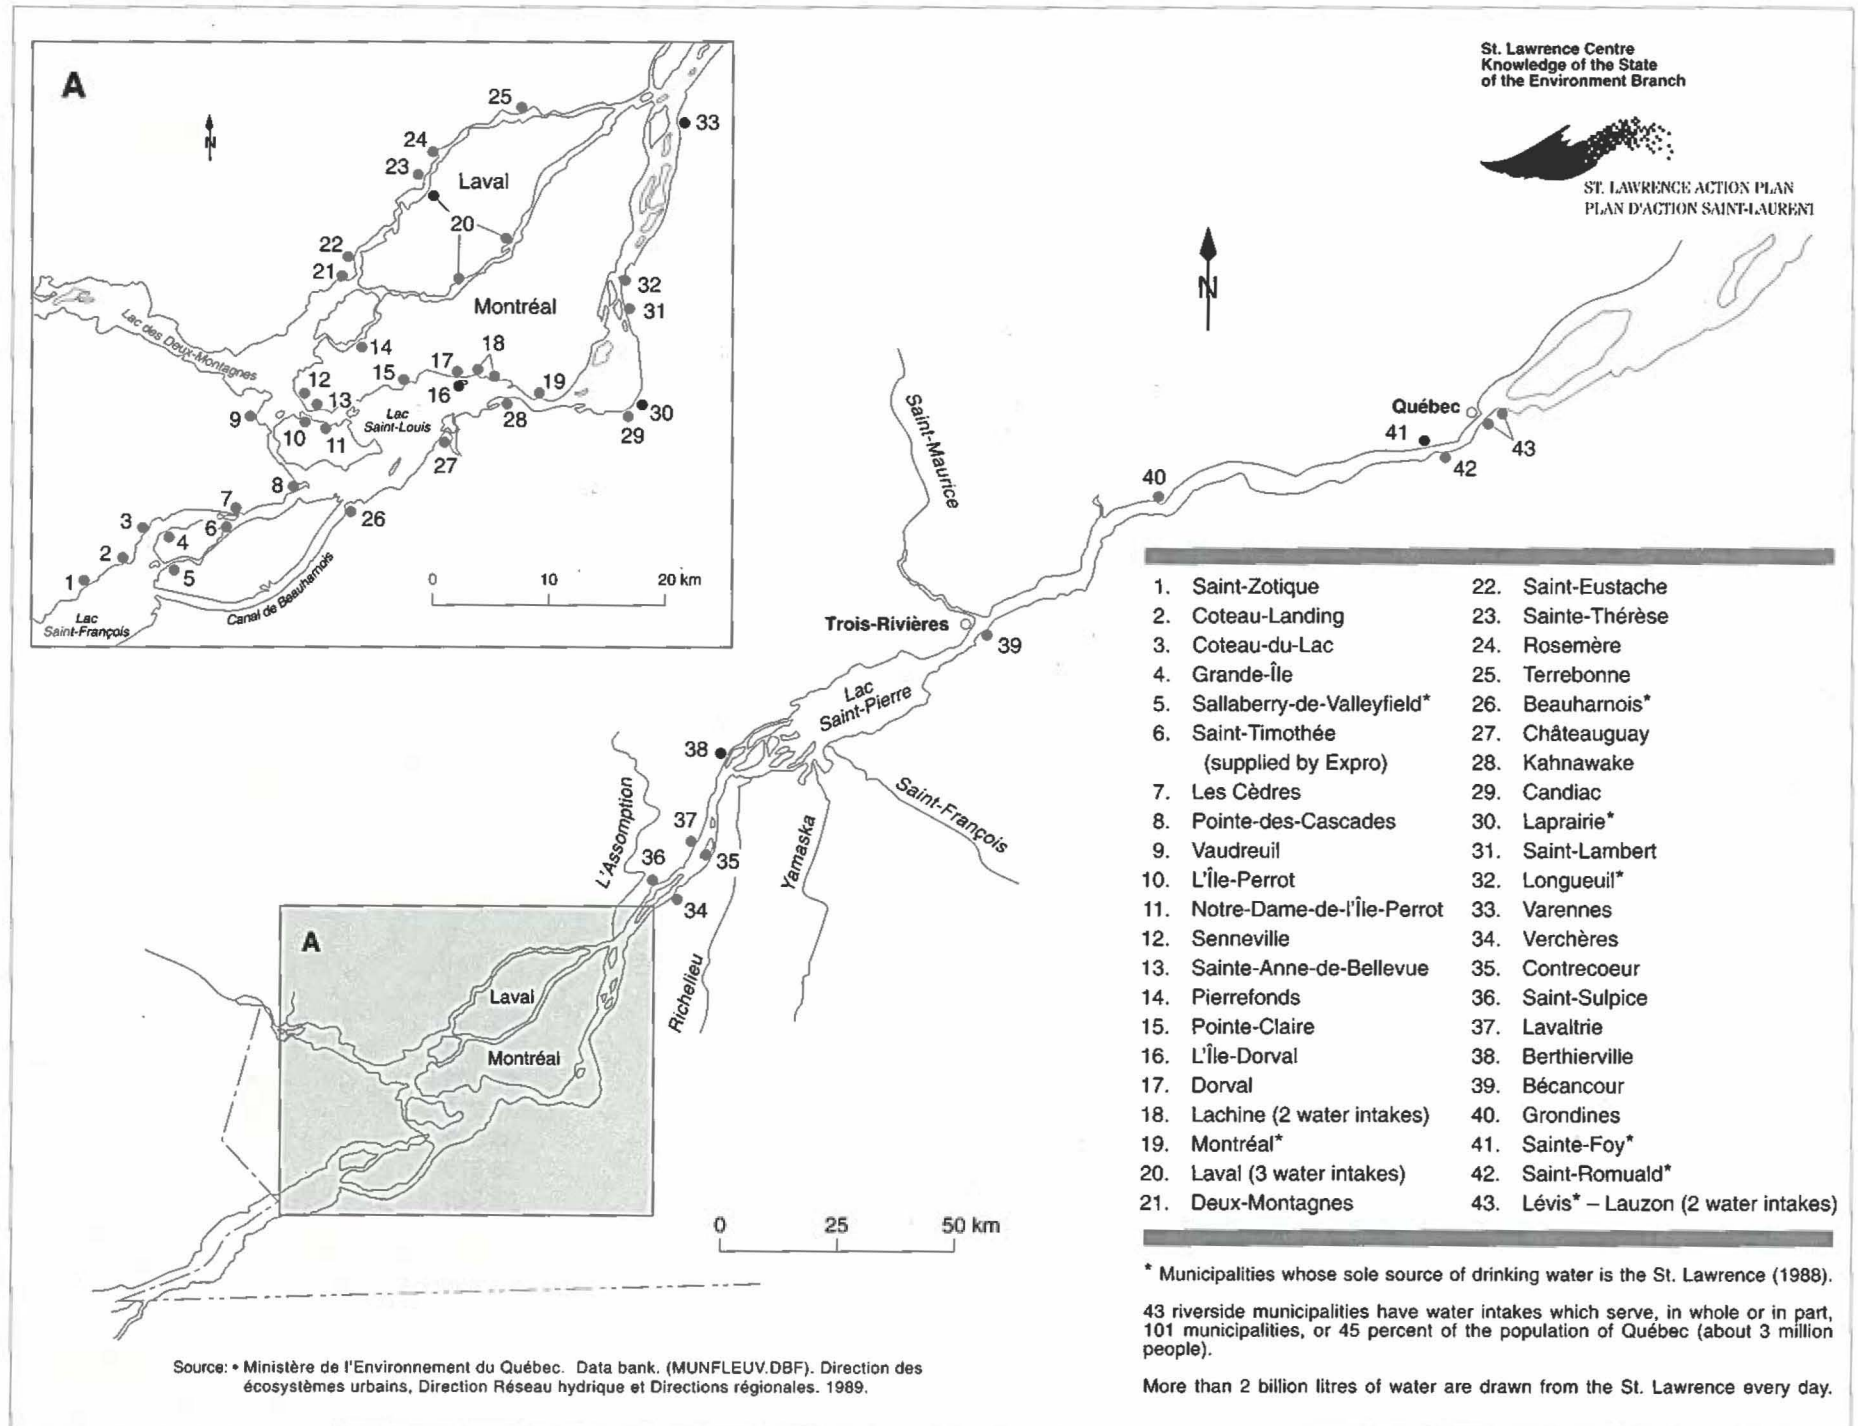 A
N
25
33
24
23
Laval
20
22
21
32
31
Montréal
Lac des Deux-Montagnes
14
18
17
15
16
19
12
13
Lac
Saint-Louis
9
10
11
28
30
29
27
8
7
26
3
6
4
2
5
1
Canal de Beauharnois
Lac
Saint-François
0 10 20 km
St. Lawrence Centre
Knowledge of the State
of the Environment Branch
ST. LAWRENCE ACTION PLAN
PLAN D'ACTION SAINT-LAURENT
N
Saint-Maurice
Québec
41
43
42
40
Trois-Rivières
39
Lac
Saint-Pierre
38
L'Assomption
Saint-François
Yamaska
37
35
36
34
Richelieu
A
Laval
Montréal
0 25 50 km
1. Saint-Zotique
2. Coteau-Landing
3. Coteau-du-Lac
4. Grande-Île
5. Sallaberry-de-Valleyfield*
6. Saint-Timothée
(supplied by Expro)
7. Les Cèdres
8. Pointe-des-Cascades
9. Vaudreuil
10. L'Île-Perrot
11. Notre-Dame-de-l'Île-Perrot
12. Senneville
13. Sainte-Anne-de-Bellevue
14. Pierrefonds
15. Pointe-Claire
16. L'Île-Dorval
17. Dorval
18. Lachine (2 water intakes)
19. Montréal*
20. Laval (3 water intakes)
21. Deux-Montagnes
22. Saint-Eustache
23. Sainte-Thérèse
24. Rosemère
25. Terrebonne
26. Beauharnois*
27. Châteauguay
28. Kahnawake
29. Candiac
30. Laprairie*
31. Saint-Lambert
32. Longueuil*
33. Varennes
34. Verchères
35. Contrecoeur
36. Saint-Sulpice
37. Lavaltrie
38. Berthierville
39. Bécancour
40. Grondines
41. Sainte-Foy*
42. Saint-Romuald*
43. Lévis* – Lauzon (2 water intakes)
* Municipalities whose sole source of drinking water is the St. Lawrence (1988).
43 riverside municipalities have water intakes which serve, in whole or in part,
101 municipalities, or 45 percent of the population of Québec (about 3 million
people).
More than 2 billion litres of water are drawn from the St. Lawrence every day.
Source: • Ministère de l'Environnement du Québec. Data bank. (MUNFLEUV.DBF). Direction des
écosystèmes urbains, Direction Réseau hydrique et Directions régionales. 1989.